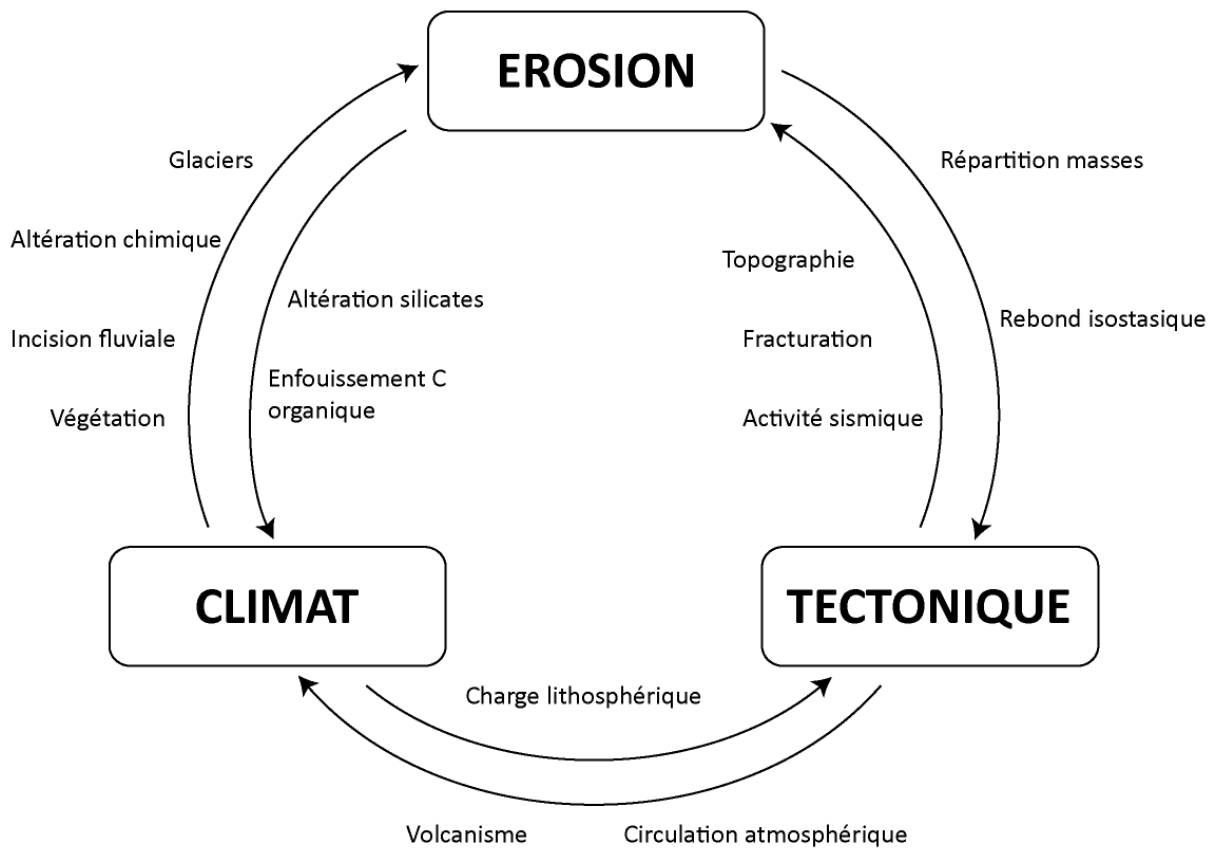 EROSION
Glaciers
Répartition masses
Altération chimique
Topographie
Altération silicates
Rebond isostasique
Incision fluviale
Fracturation
Enfouissement C
organique
Végétation
Activité sismique
CLIMAT
TECTONIQUE
Charge lithosphérique
Volcanisme
Circulation atmosphérique